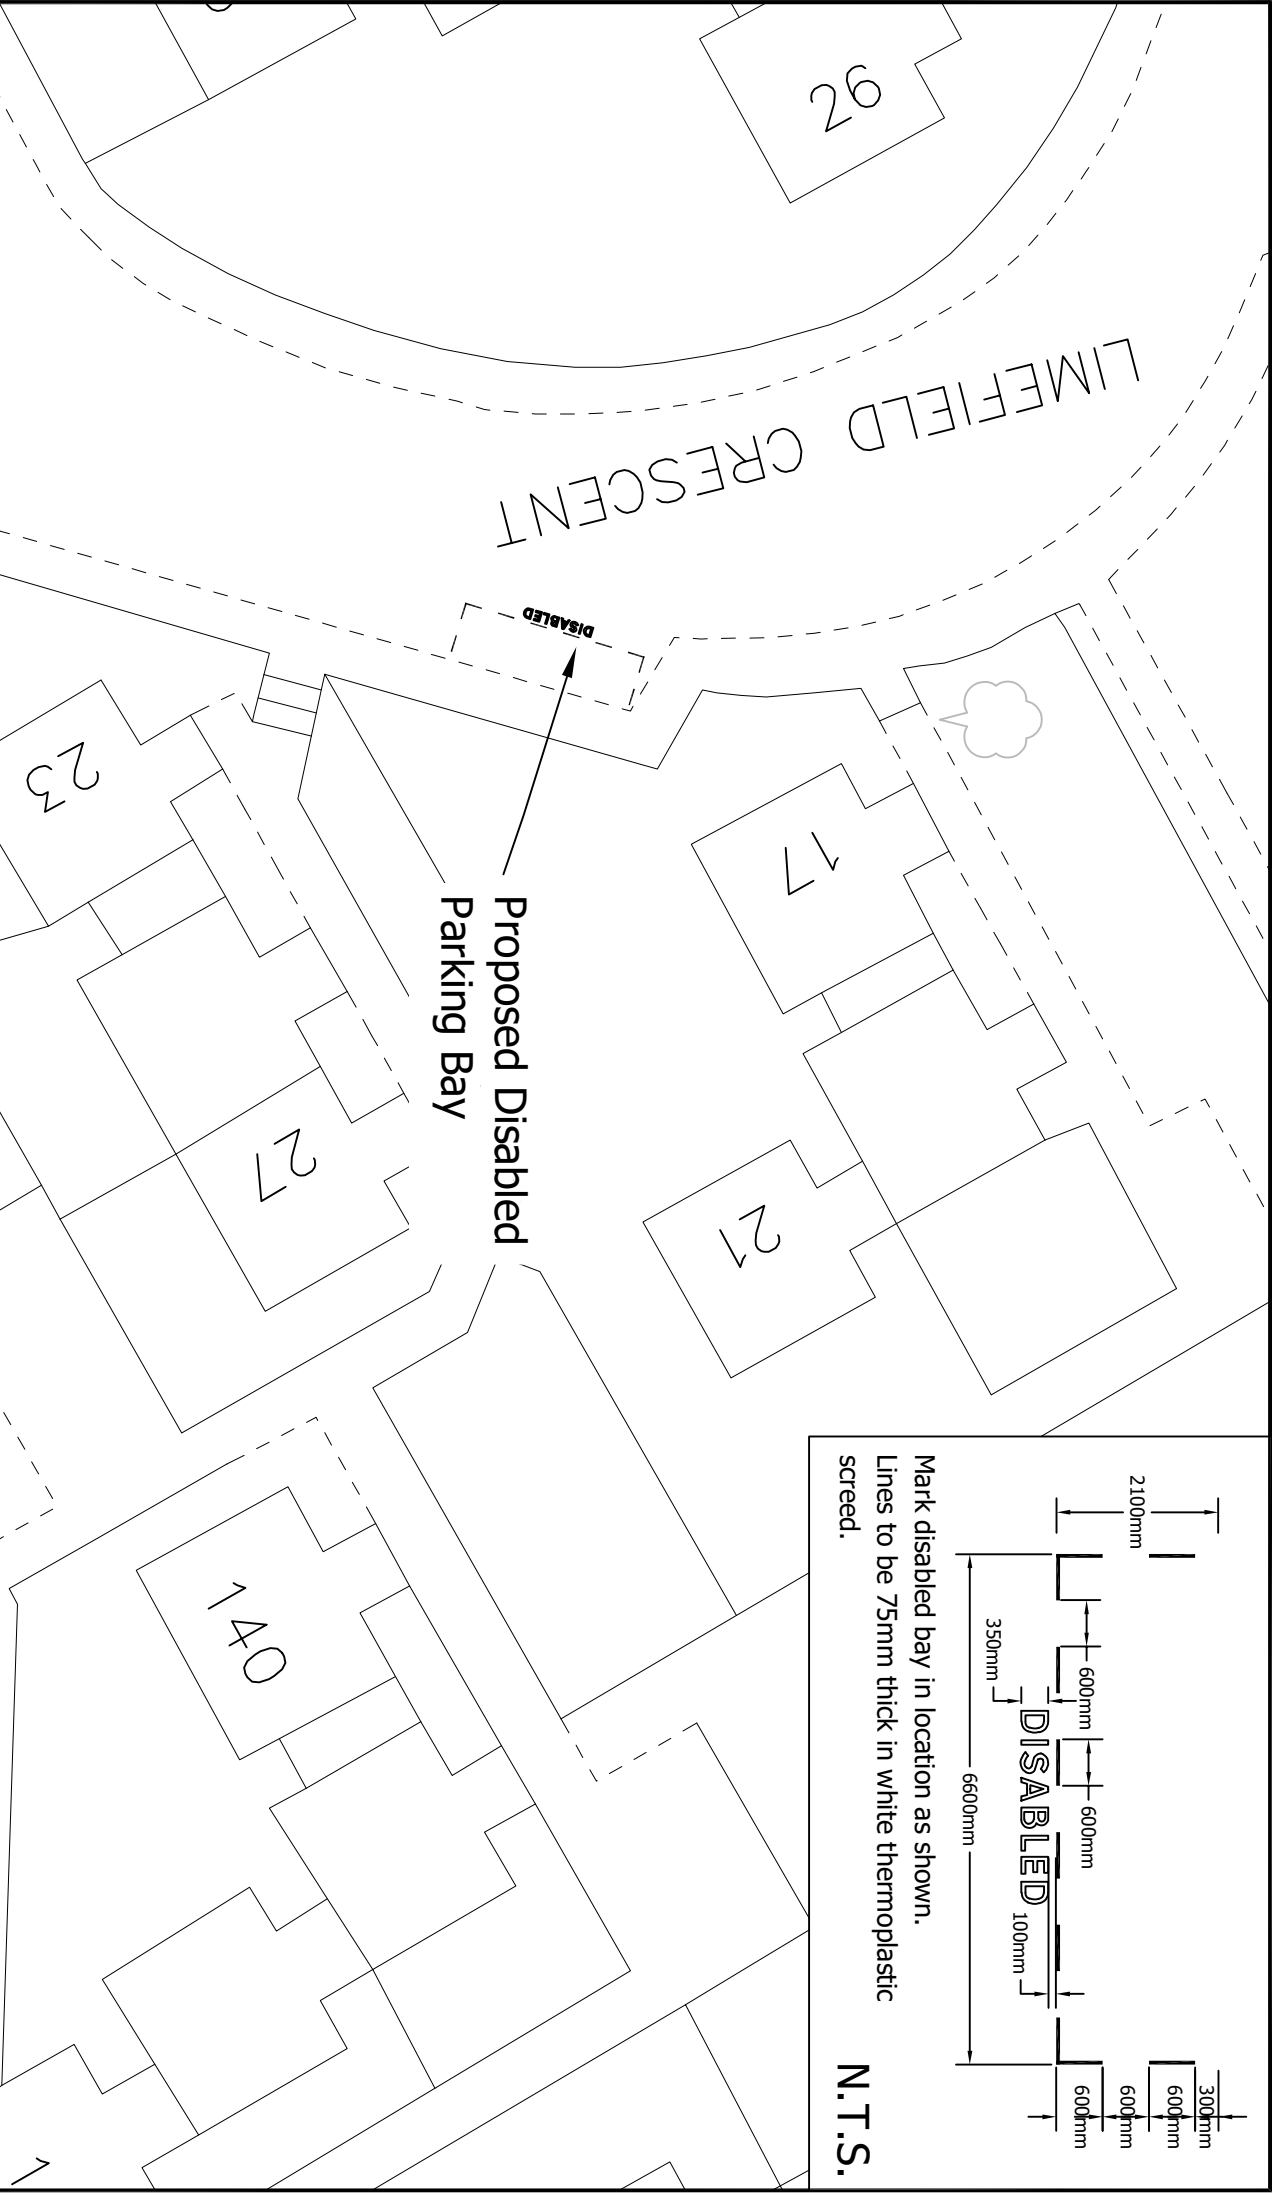 26
LIMEFIELD CRESCENT
DISABLED
23
17
Proposed Disabled
Parking Bay
27
21
140
1
2100mm
350mm
600mm
DISABLED
600mm
6600mm
100mm
300mm
600mm
600mm
600mm
Mark disabled bay in location as shown.
Lines to be 75mm thick in white thermoplastic
screed.
N.T.S.